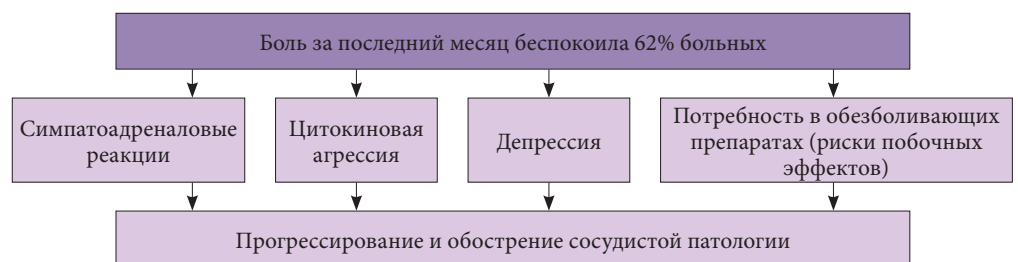 Боль за последний месяц беспокоила 62% больных
Симпатоадреналовые
реакции
Цитокиновая
агрессия
Депрессия
Потребность в обезболивающих
препаратах (риски побочных
эффектов)
Прогрессирование и обострение сосудистой патологии